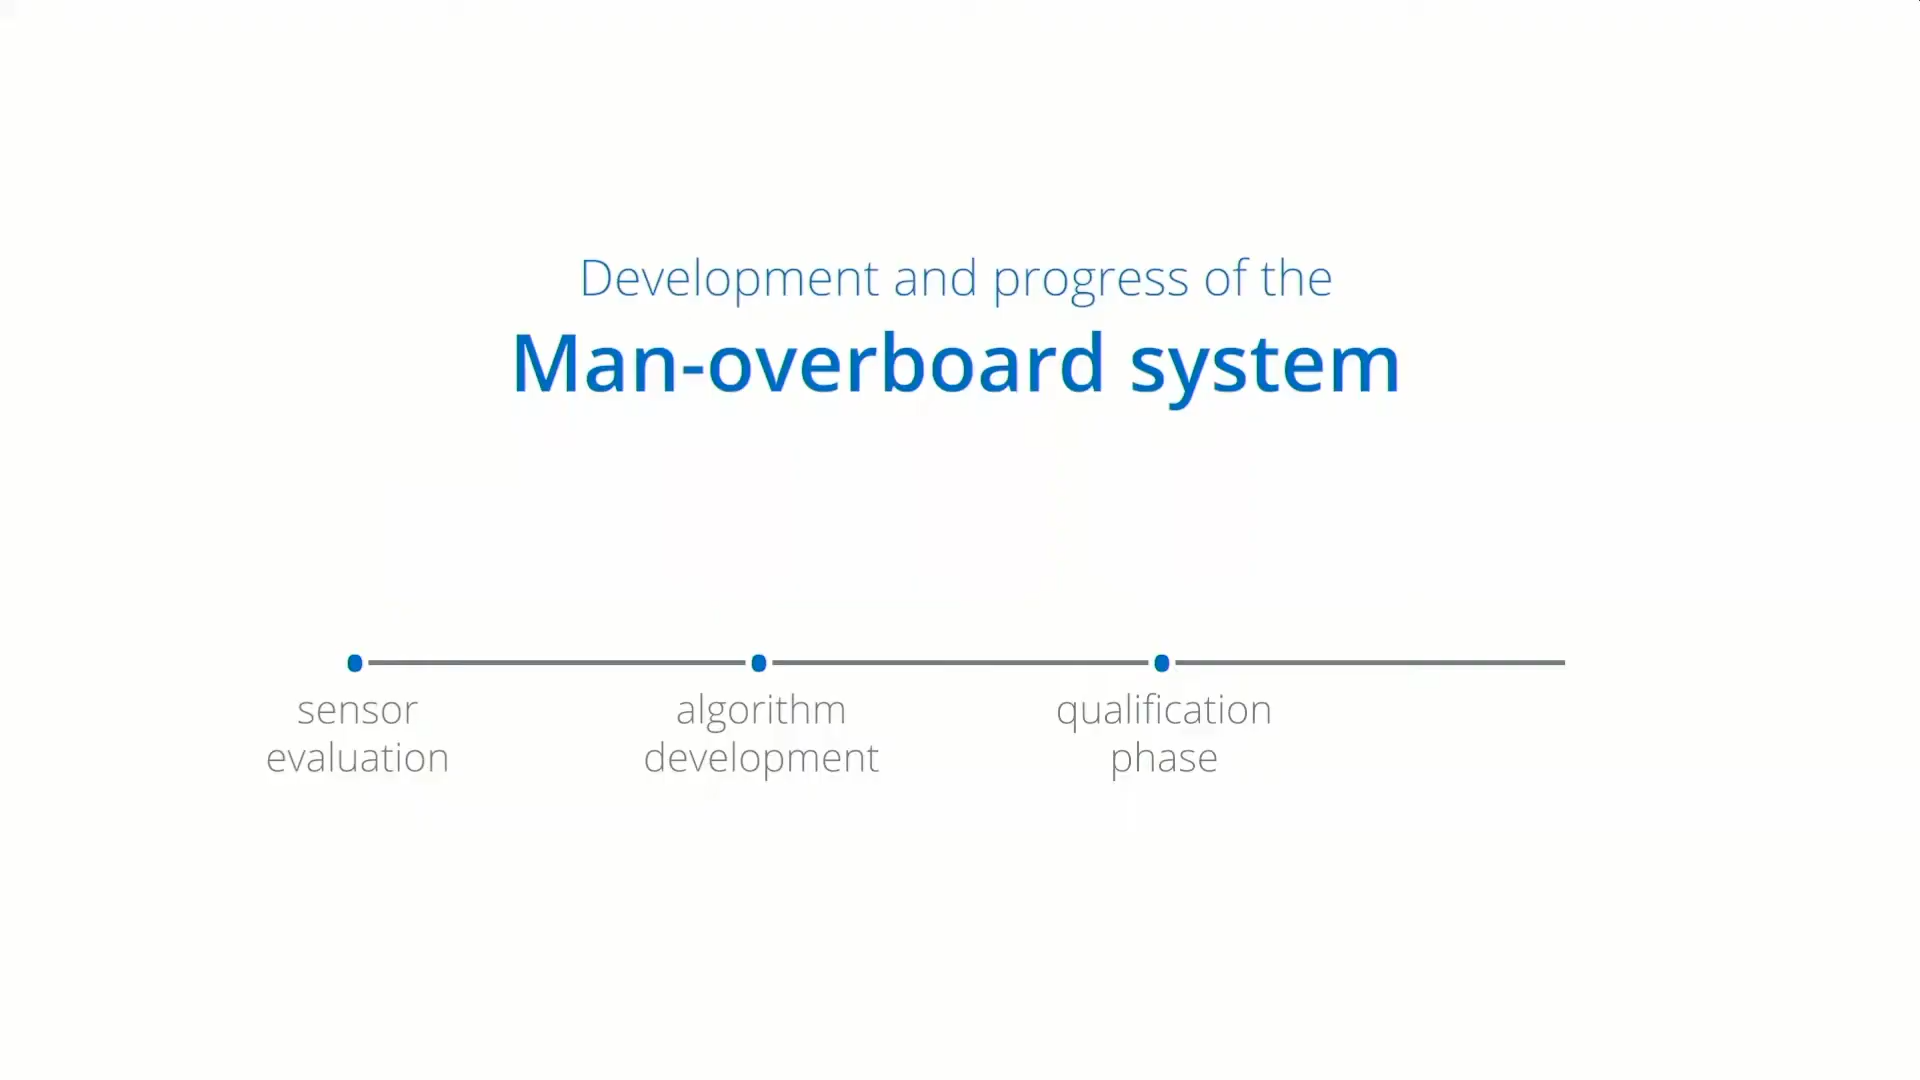 Development and progress of the
Man-overboard system
sensor
evaluation
algorithm
development
qualification
phase